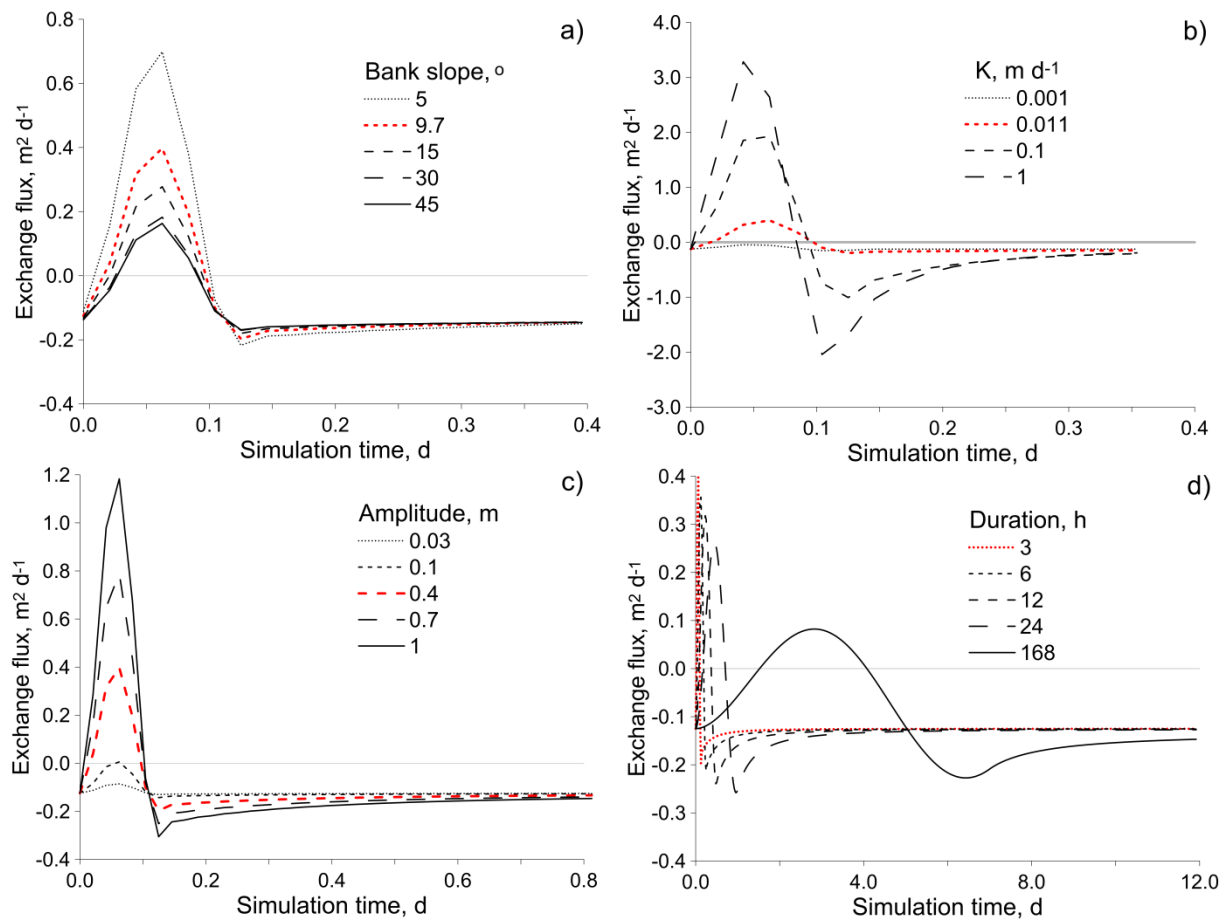 a)
Exchange flux, m² d⁻¹
0.8
0.6
0.4
0.2
0.0
-0.2
-0.4
Bank slope, º
5
9.7
15
30
45
0.0 0.1 0.2 0.3 0.4
Simulation time, d
b)
Exchange flux, m² d⁻¹
4.0
3.0
2.0
1.0
0.0
-1.0
-2.0
-3.0
K, m d⁻¹
0.001
0.011
0.1
1
0.0 0.1 0.2 0.3 0.4
Simulation time, d
c)
Exchange flux, m² d⁻¹
1.2
1.0
0.8
0.6
0.4
0.2
0.0
-0.2
-0.4
Amplitude, m
0.03
0.1
0.4
0.7
1
0.0 0.2 0.4 0.6 0.8
Simulation time, d
d)
Exchange flux, m² d⁻¹
0.4
0.3
0.2
0.1
0.0
-0.1
-0.2
-0.3
-0.4
Duration, h
3
6
12
24
168
0.0 4.0 8.0 12.0
Simulation time, d